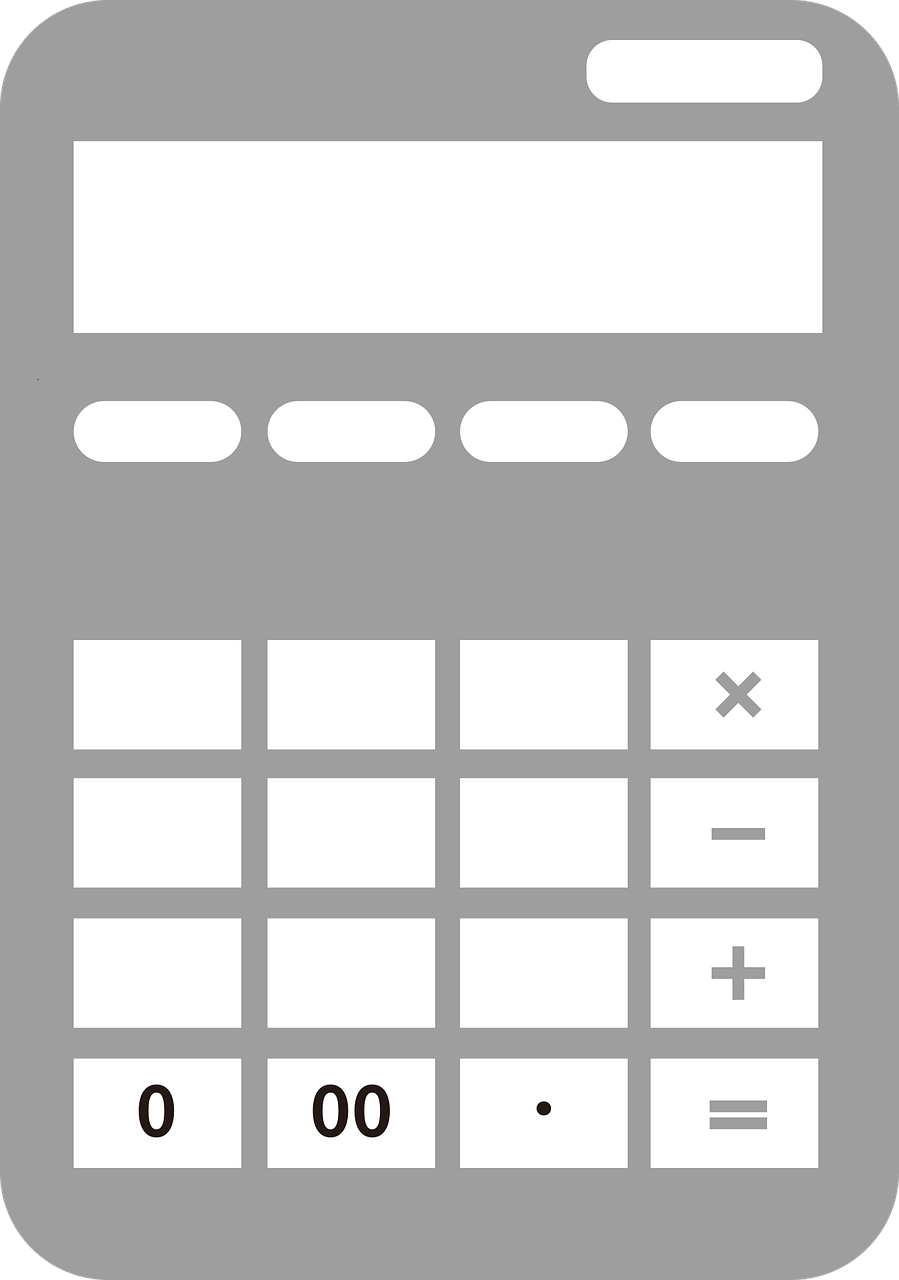 ×
−
+
0 00 · =